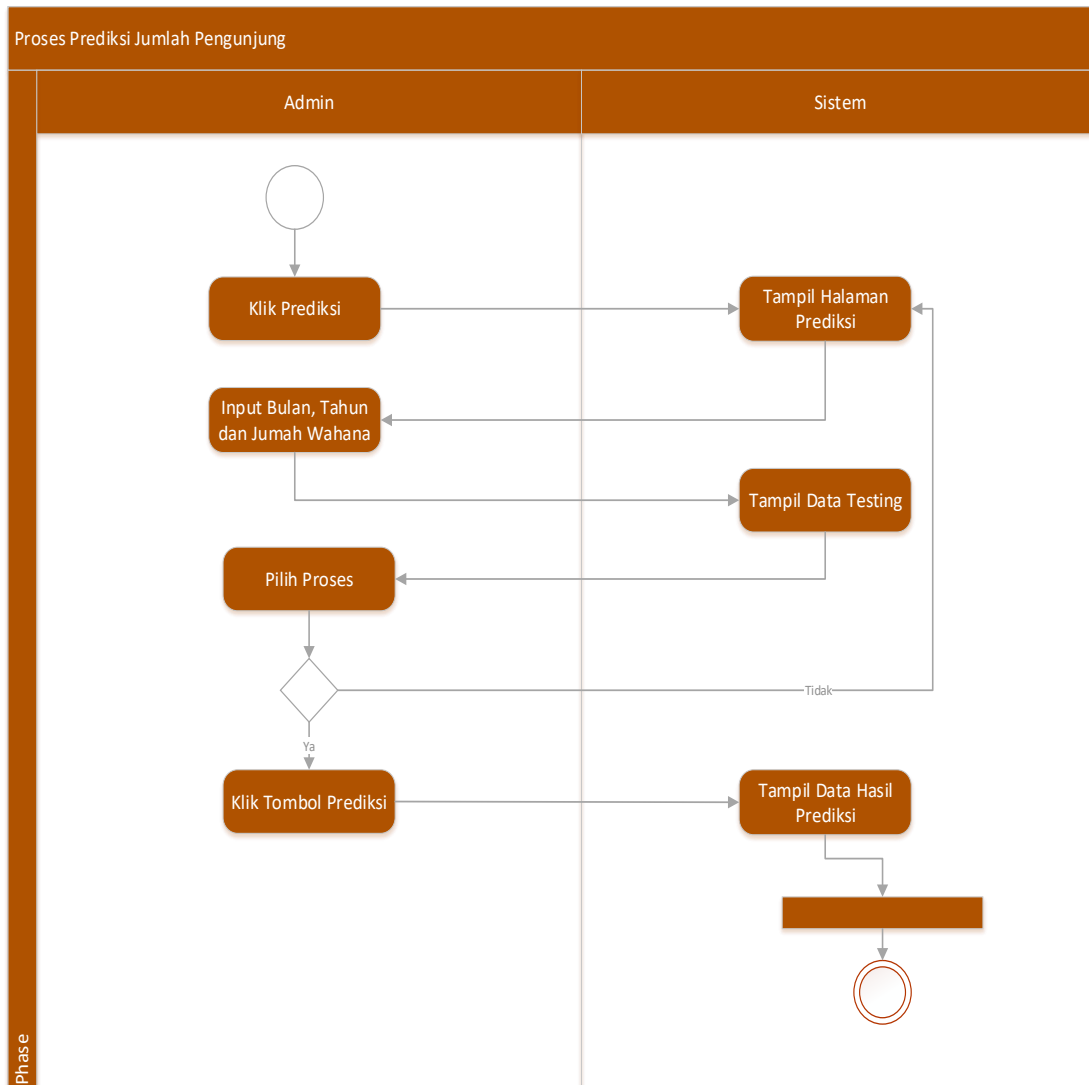 Proses Prediksi Jumlah Pengunjung
Admin
Sistem
Klik Prediksi
Tampil Halaman
Prediksi
Input Bulan, Tahun
dan Jumah Wahana
Tampil Data Testing
Pilih Proses
Tidak
Ya
Klik Tombol Prediksi
Tampil Data Hasil
Prediksi
Phase